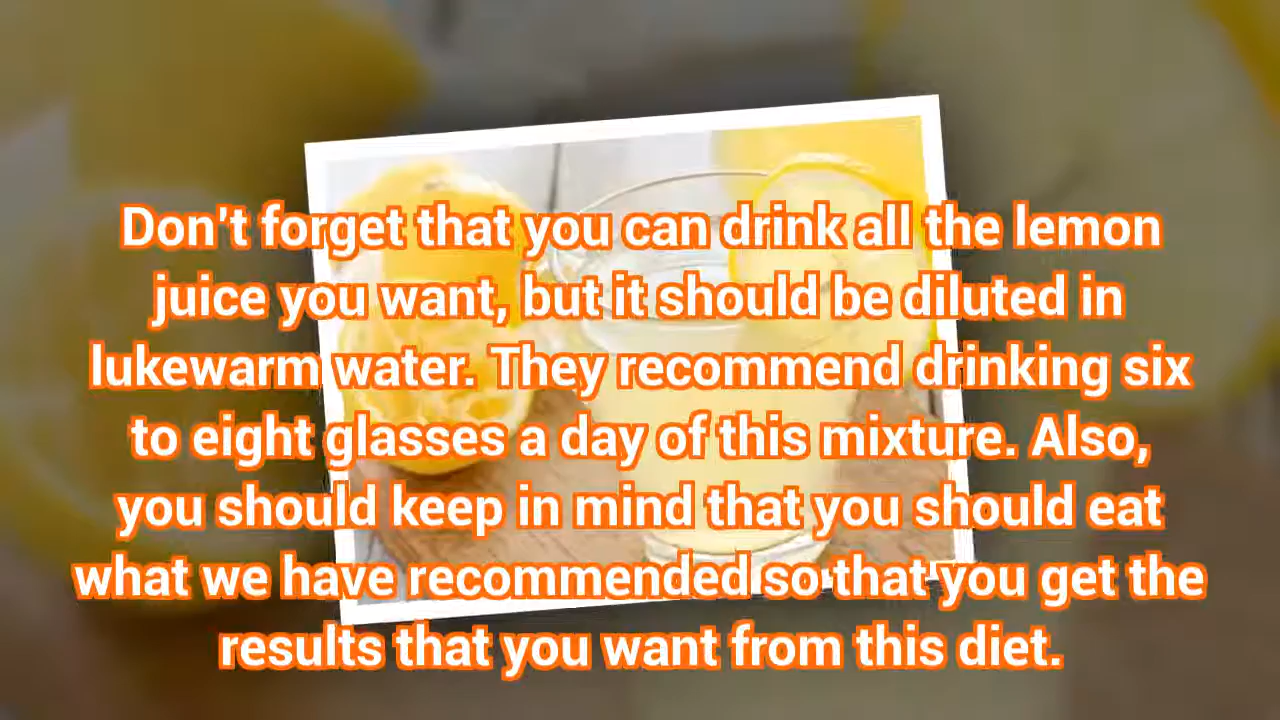 Don't forget that you can drink all the lemon
juice you want, but it should be diluted in
lukewarm water. They recommend drinking six
to eight glasses a day of this mixture. Also,
you should keep in mind that you should eat
what we have recommended so that you get the
results that you want from this diet.